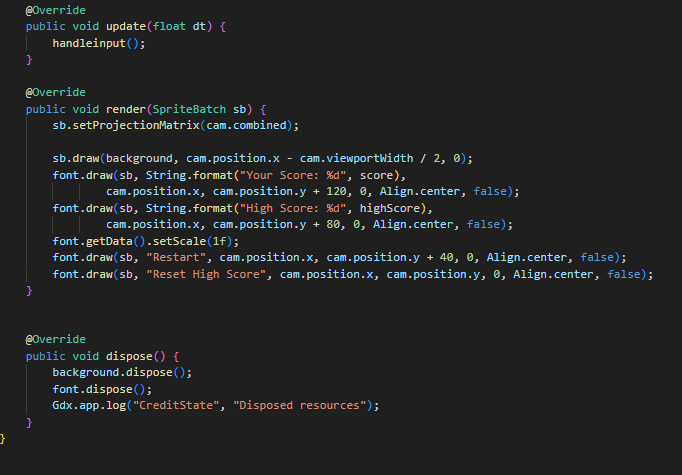 @Override
public void update(float dt) {
handleinput();
}
@Override
public void render(SpriteBatch sb) {
sb.setProjectionMatrix(cam.combined);
sb.draw(background, cam.position.x - cam.viewportWidth / 2, 0);
font.draw(sb, String.format("Your Score: %d", score),
cam.position.x, cam.position.y + 120, 0, Align.center, false);
font.draw(sb, String.format("High Score: %d", highScore),
cam.position.x, cam.position.y + 80, 0, Align.center, false);
font.getData().setScale(1f);
font.draw(sb, "Restart", cam.position.x, cam.position.y + 40, 0, Align.center, false);
font.draw(sb, "Reset High Score", cam.position.x, cam.position.y, 0, Align.center, false);
}
@Override
public void dispose() {
background.dispose();
font.dispose();
Gdx.app.log("CreditState", "Disposed resources");
}
}